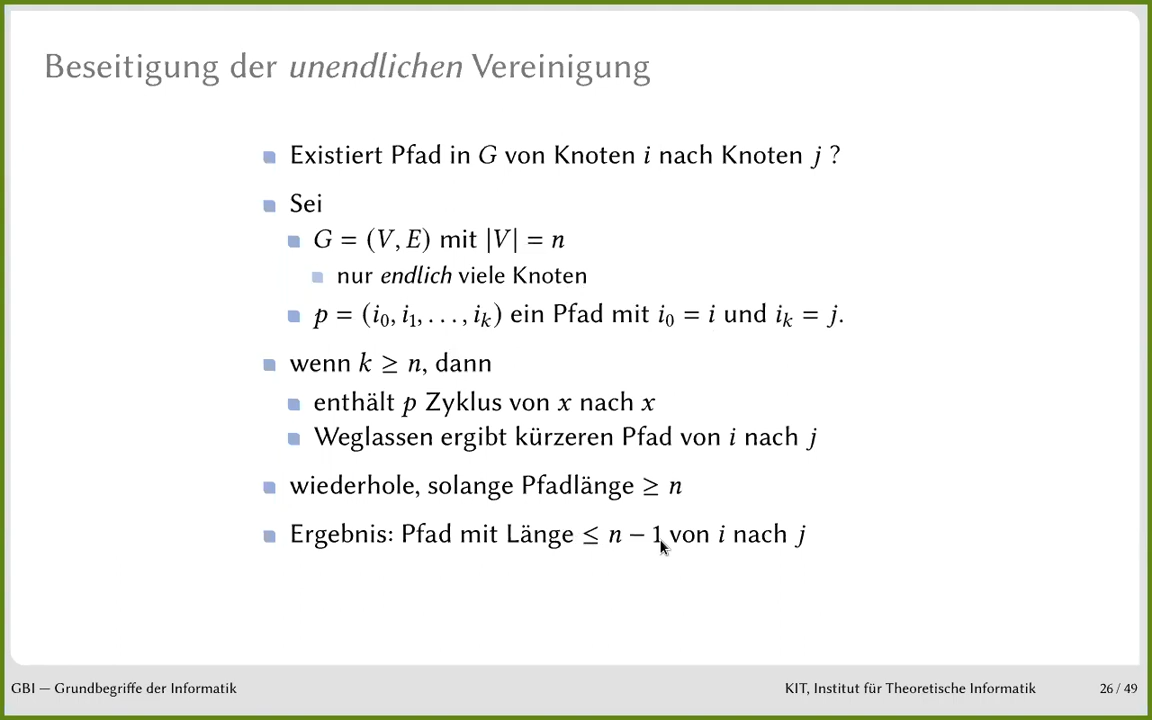 Beseitigung der unendlichen Vereinigung
Existiert Pfad in G von Knoten i nach Knoten j ?
Sei
G = (V, E) mit |V| = n
nur endlich viele Knoten
p = (i₀, i₁, . . . , iₖ) ein Pfad mit i₀ = i und iₖ = j.
wenn k ≥ n, dann
enthält p Zyklus von x nach x
Weglassen ergibt kürzeren Pfad von i nach j
wiederhole, solange Pfadlänge ≥ n
Ergebnis: Pfad mit Länge ≤ n − 1 von i nach j
GBI — Grundbegriffe der Informatik
KIT, Institut für Theoretische Informatik
26 / 49